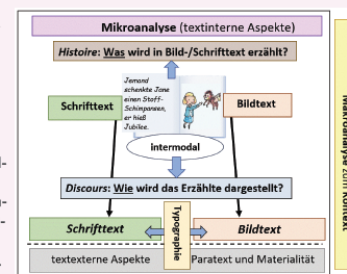 Mikroanalyse (textinterne Aspekte)
Histoire: Was wird in Bild-/Schrifttext erzählt?
Jemand
schenkte Jane
einen Stoff-
Schimpansen,
er hieß
Jubilee.
Schrifttext
Bildtext
intermodal
Discours: Wie wird das Erzählte dargestellt?
Schrifttext
Typographie
Bildtext
textexterne Aspekte
Paratext und Materialität
Makroanalyse zum Kontext